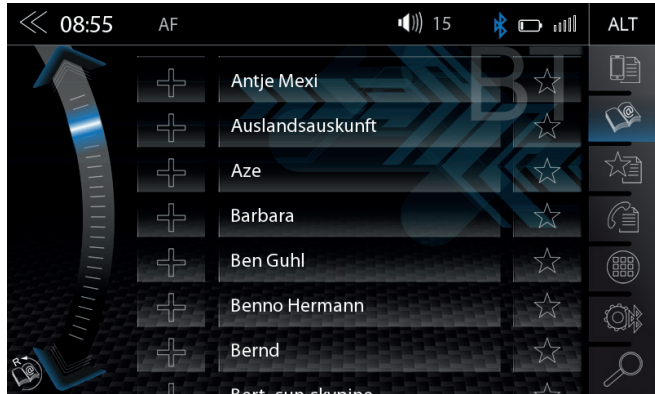 08:55 AF 15 ALT
BT
Antje Mexi
Auslandsauskunft
Aze
Barbara
Ben Guhl
Benno Hermann
Bernd
R